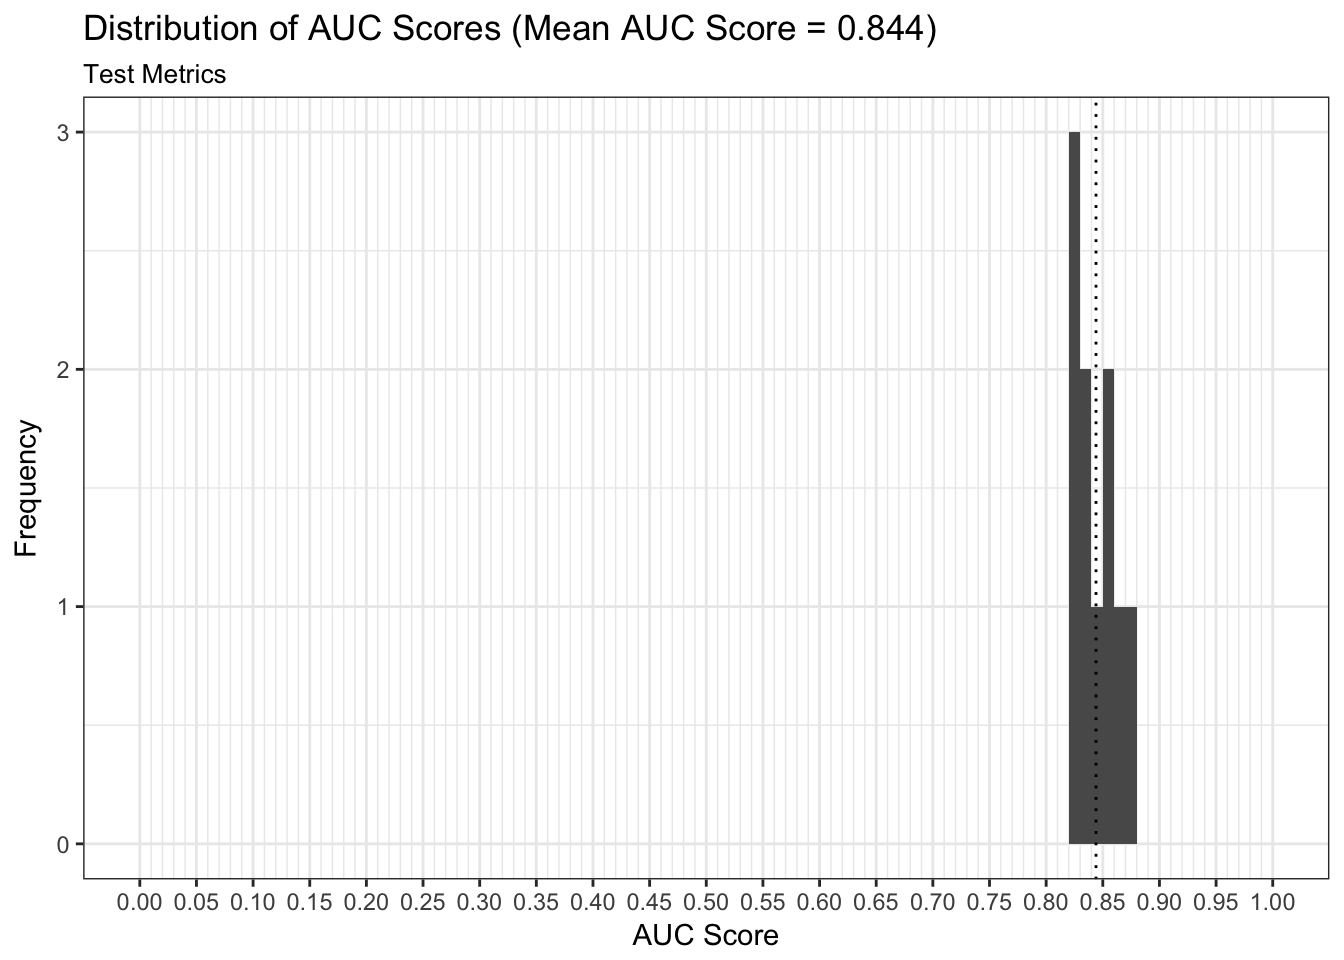 Distribution of AUC Scores (Mean AUC Score = 0.844)
Test Metrics
3
2
1
0
Frequency
0.00 0.05 0.10 0.15 0.20 0.25 0.30 0.35 0.40 0.45 0.50 0.55 0.60 0.65 0.70 0.75 0.80 0.85 0.90 0.95 1.00
AUC Score